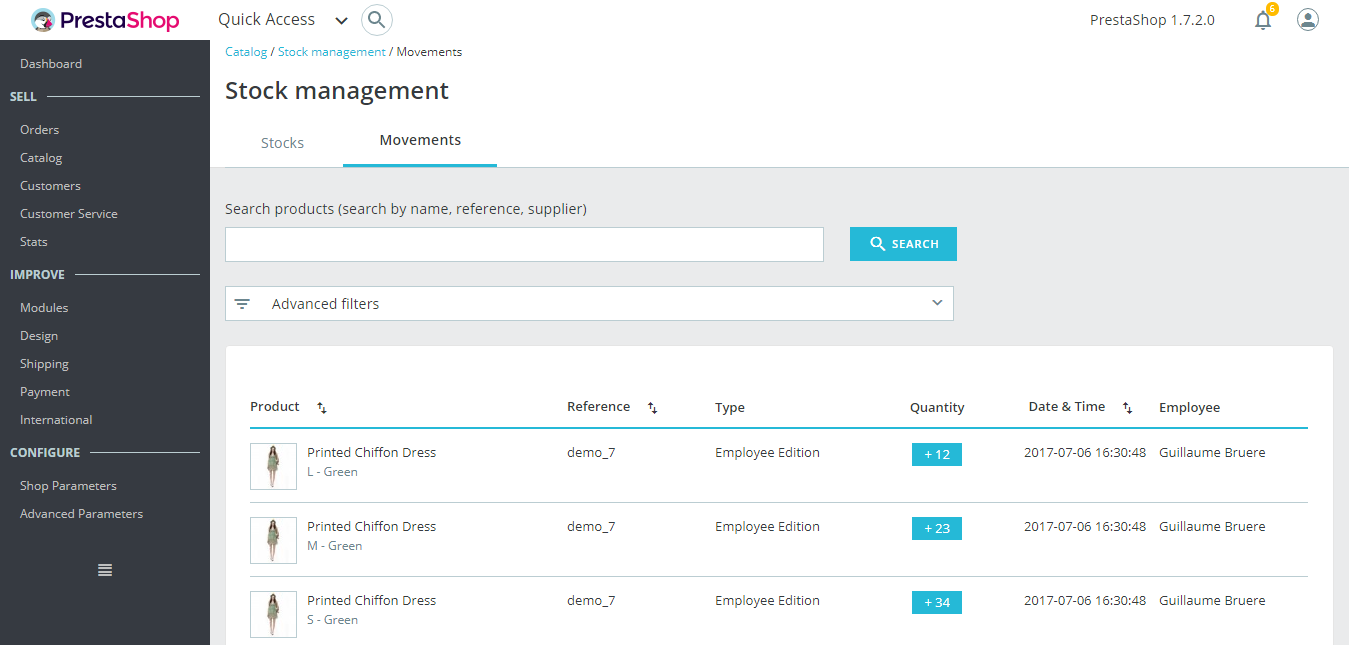 PrestaShop
Quick Access
PrestaShop 1.7.2.0
6
Dashboard
SELL
Orders
Catalog
Customers
Customer Service
Stats
IMPROVE
Modules
Design
Shipping
Payment
International
CONFIGURE
Shop Parameters
Advanced Parameters
Catalog / Stock management / Movements
Stock management
Stocks Movements
Search products (search by name, reference, supplier)
SEARCH
Advanced filters
Product Reference Type Quantity Date & Time Employee
Printed Chiffon Dress demo_7 Employee Edition + 12 2017-07-06 16:30:48 Guillaume Bruere
L - Green
Printed Chiffon Dress demo_7 Employee Edition + 23 2017-07-06 16:30:48 Guillaume Bruere
M - Green
Printed Chiffon Dress demo_7 Employee Edition + 34 2017-07-06 16:30:48 Guillaume Bruere
S - Green